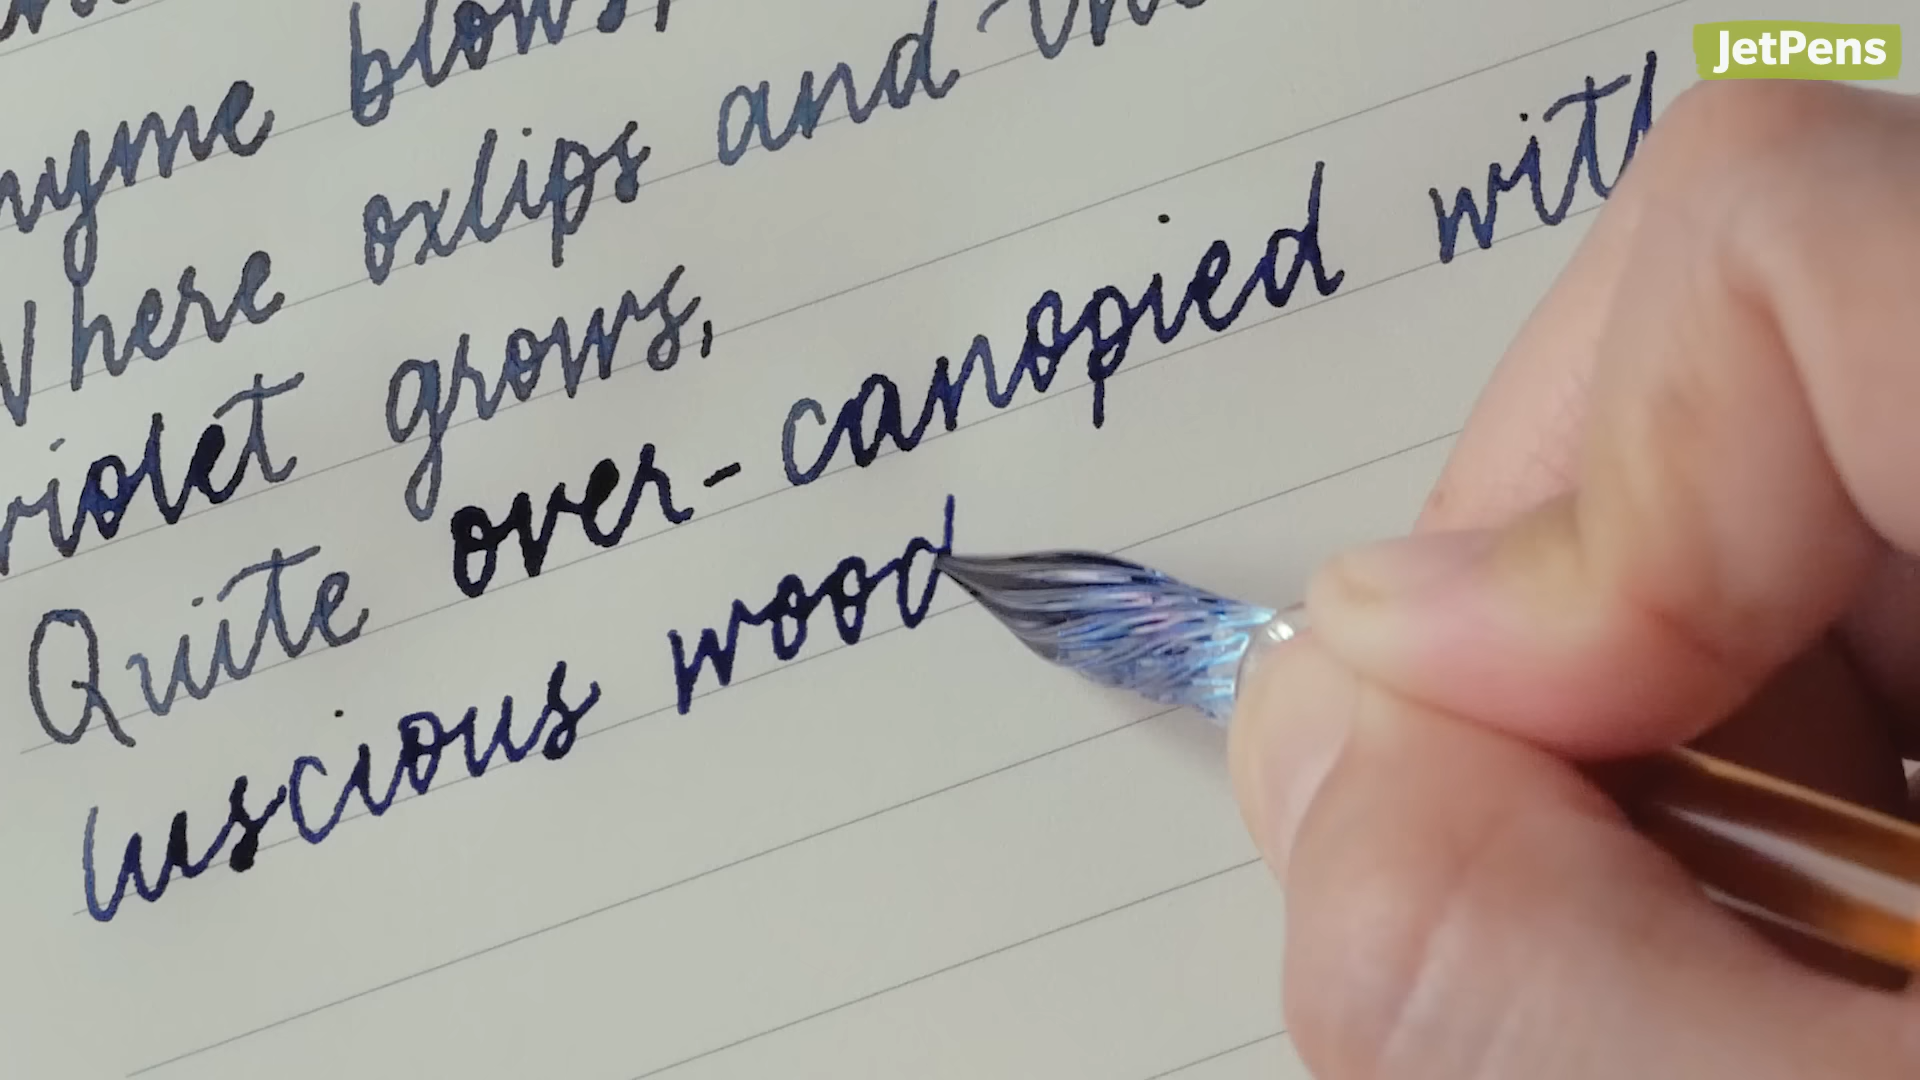 JetPens
thyme blows,
Where oxlips and the
violet grows,
Quite over-canopied with
luscious wood